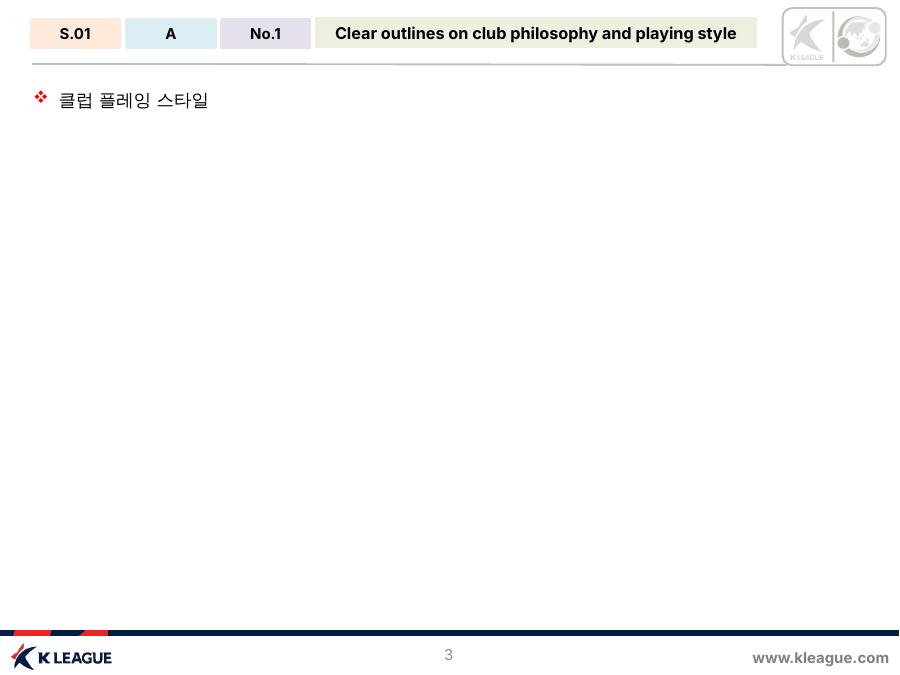 S.01
A
No.1
Clear outlines on club philosophy and playing style
K LEAGUE
클럽 플레잉 스타일
K LEAGUE
3
www.kleague.com